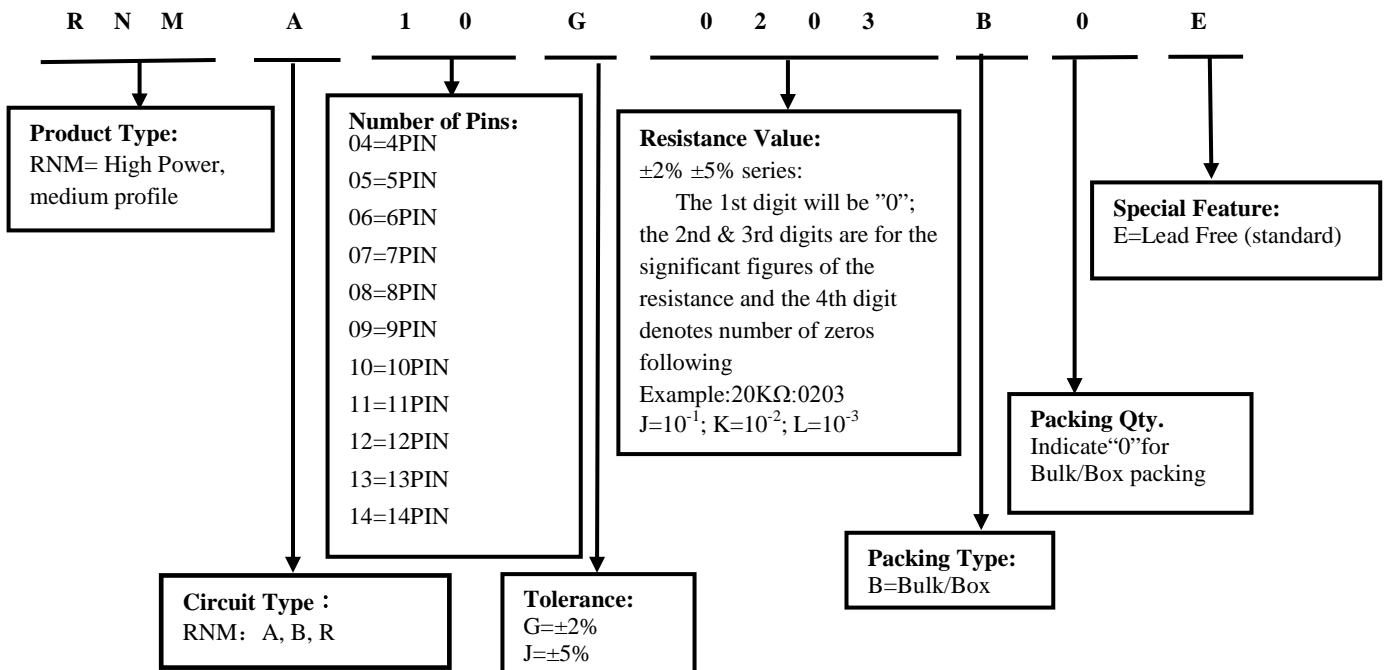 R N M A 1 0 G 0 2 0 3 B 0 E
Product Type:
RNM= High Power,
medium profile
Number of Pins：
04=4PIN
05=5PIN
06=6PIN
07=7PIN
08=8PIN
09=9PIN
10=10PIN
11=11PIN
12=12PIN
13=13PIN
14=14PIN
Resistance Value:
±2% ±5% series:
The 1st digit will be ”0”;
the 2nd & 3rd digits are for the
significant figures of the
resistance and the 4th digit
denotes number of zeros
following
Example:20KΩ:0203
J=10⁻¹; K=10⁻²; L=10⁻³
Special Feature:
E=Lead Free (standard)
Packing Qty.
Indicate“0”for
Bulk/Box packing
Packing Type:
B=Bulk/Box
Circuit Type：
RNM：A, B, R
Tolerance:
G=±2%
J=±5%